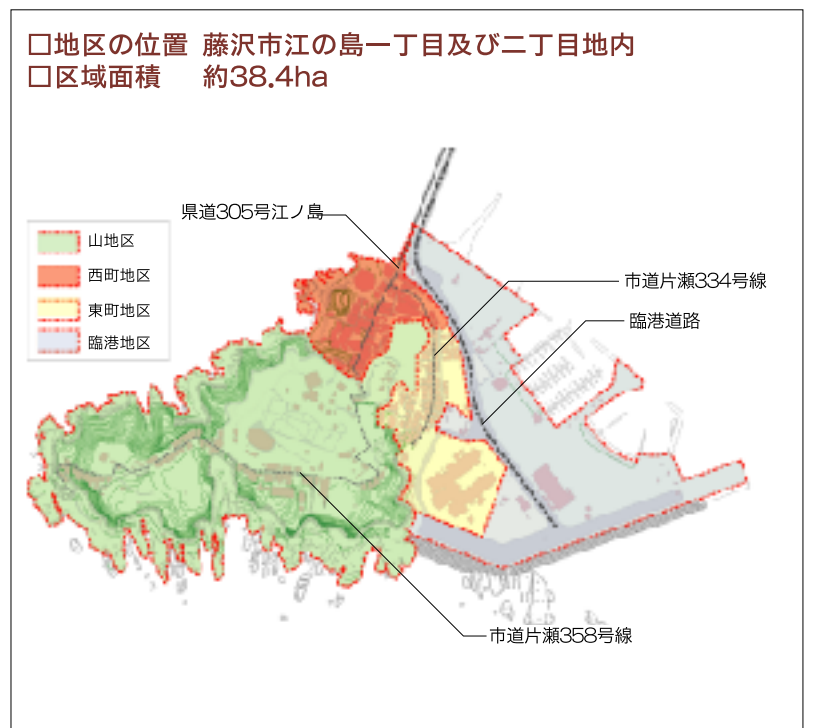 □地区の位置 藤沢市江の島一丁目及び二丁目地内
□区域面積 約38.4ha
県道305号江ノ島
山地区
西町地区
東町地区
臨港地区
市道片瀬334号線
臨港道路
市道片瀬358号線